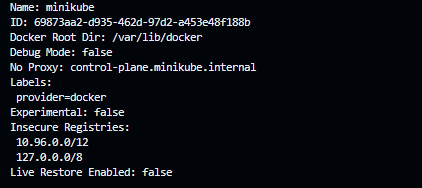 Name: minikube
ID: 69873aa2-d935-462d-97d2-a453e48f188b
Docker Root Dir: /var/lib/docker
Debug Mode: false
No Proxy: control-plane.minikube.internal
Labels:
 provider=docker
Experimental: false
Insecure Registries:
 10.96.0.0/12
 127.0.0.0/8
Live Restore Enabled: false